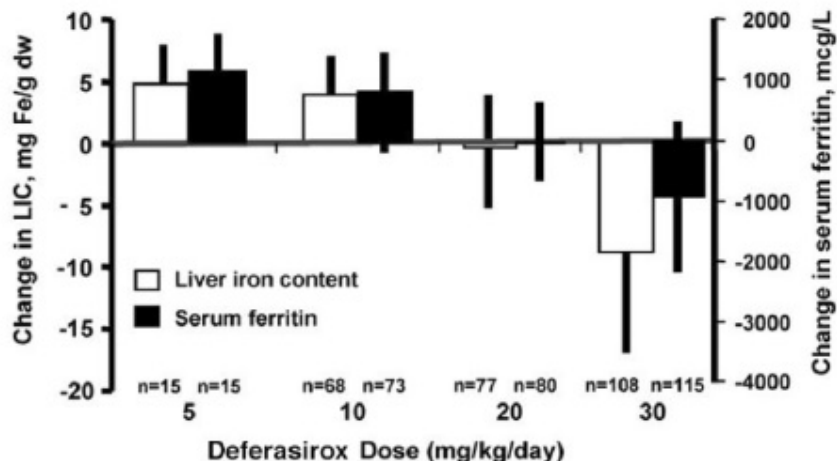 Change in LIC, mg Fe/g dw
10
5
0
-5
-10
-15
-20
Liver iron content
Serum ferritin
n=15 n=15 n=68 n=73 n=77 n=80 n=108 n=115
5 10 20 30
Deferasirox Dose (mg/kg/day)
2000
1000
0
-1000
-2000
-3000
-4000
Change in serum ferritin, mcg/L